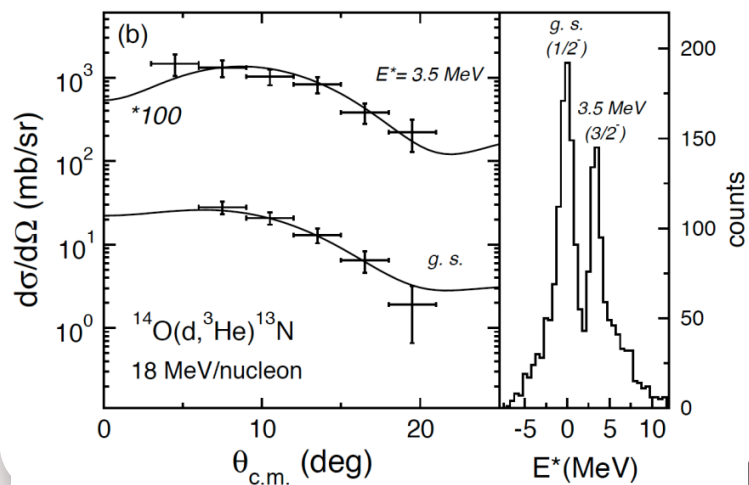 (b)
g. s.
(1/2⁻)
E*= 3.5 MeV
3.5 MeV
(3/2⁻)
*100
g. s.
¹⁴O(d,³He)¹³N
18 MeV/nucleon
dσ/dΩ (mb/sr)
10³
10²
10¹
10⁰
0 10 20
θc.m. (deg)
200
150
100
50
0
counts
-5 0 5 10
E*(MeV)